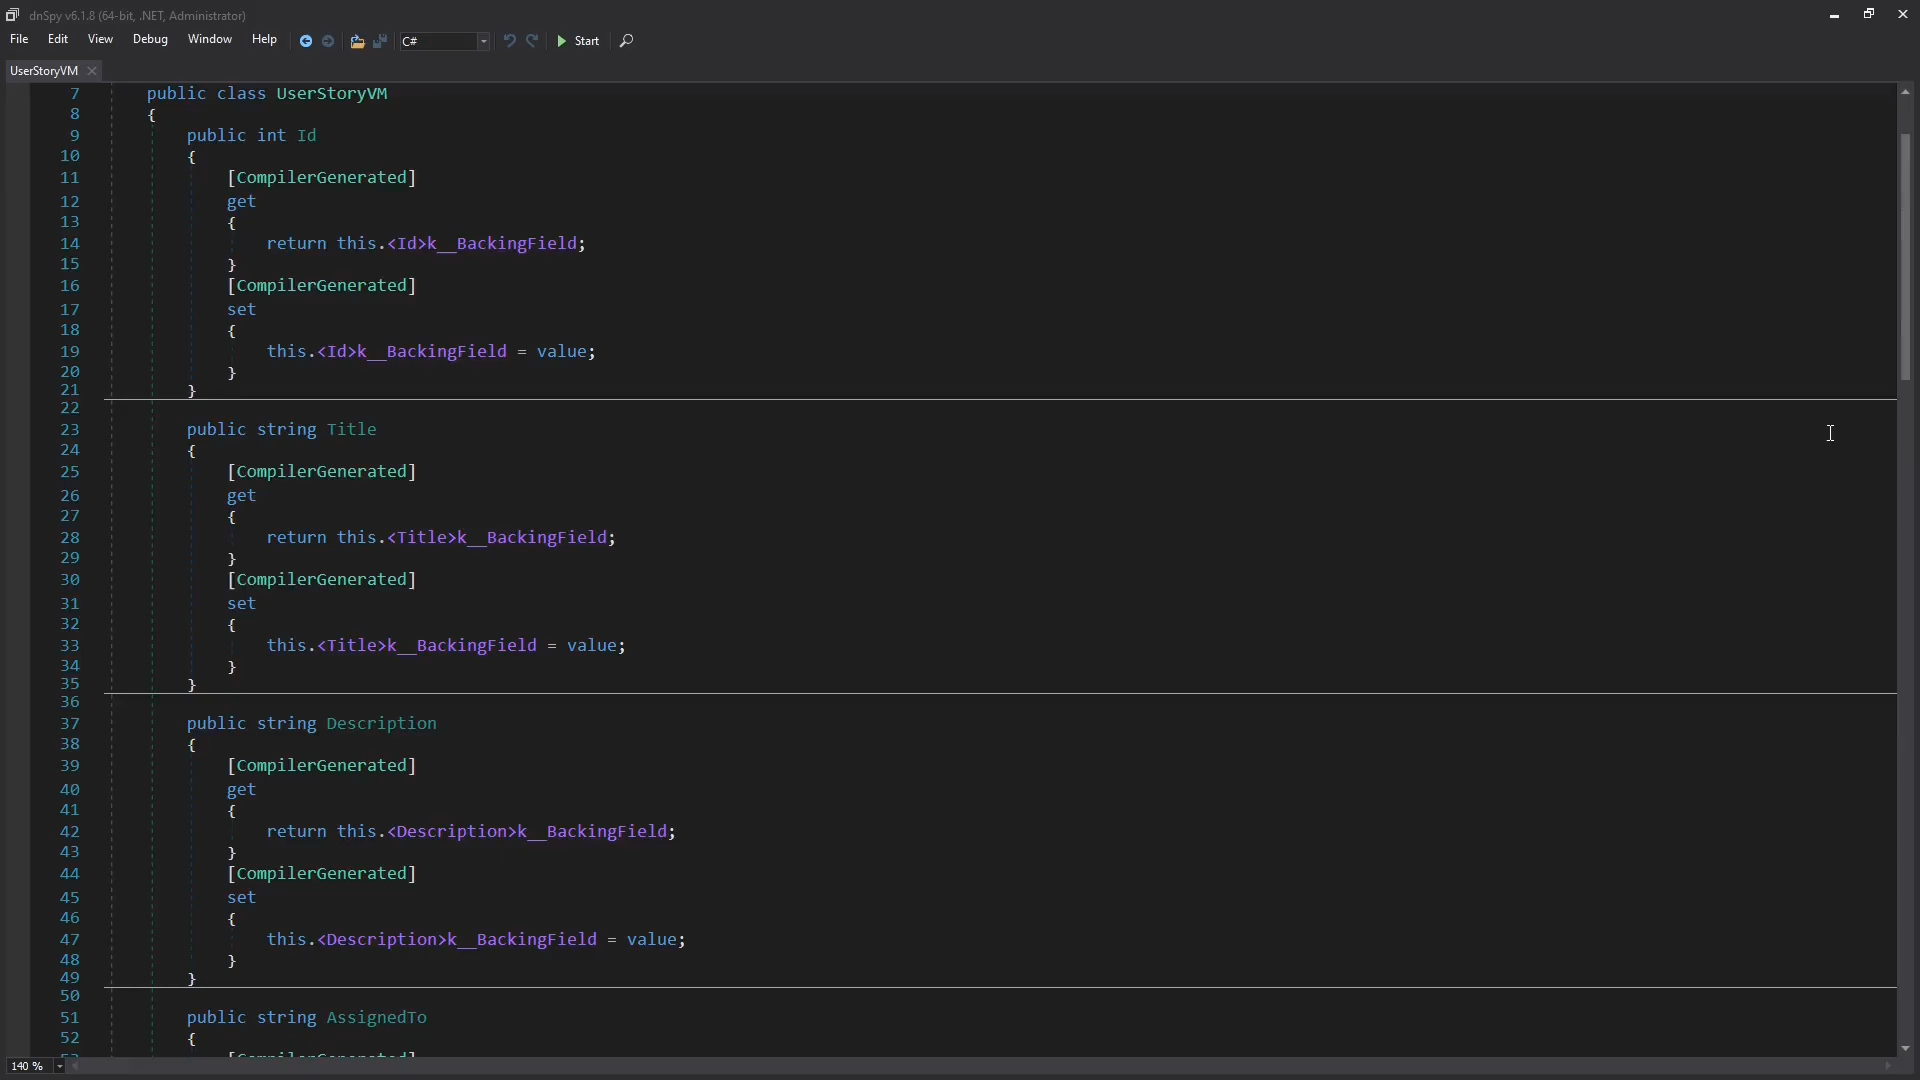 dnSpy v6.1.8 (64-bit, .NET, Administrator)
File Edit View Debug Window Help C# Start
UserStoryVM
7 public class UserStoryVM
8 {
9 public int Id
10 {
11 [CompilerGenerated]
12 get
13 {
14 return this.<Id>k__BackingField;
15 }
16 [CompilerGenerated]
17 set
18 {
19 this.<Id>k__BackingField = value;
20 }
21 }
22
23 public string Title
24 {
25 [CompilerGenerated]
26 get
27 {
28 return this.<Title>k__BackingField;
29 }
30 [CompilerGenerated]
31 set
32 {
33 this.<Title>k__BackingField = value;
34 }
35 }
36
37 public string Description
38 {
39 [CompilerGenerated]
40 get
41 {
42 return this.<Description>k__BackingField;
43 }
44 [CompilerGenerated]
45 set
46 {
47 this.<Description>k__BackingField = value;
48 }
49 }
50
51 public string AssignedTo
52 {
53 [CompilerGenerated]
140 %